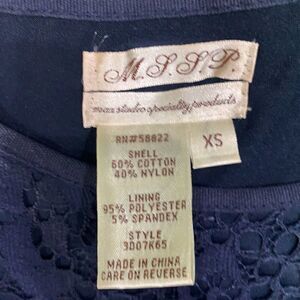 M.S.S.P.
max studio specialty products
RN#58822
XS
SHELL
60% COTTON
40% NYLON
LINING
95% POLYESTER
5% SPANDEX
STYLE
3D07K65
MADE IN CHINA
CARE ON REVERSE